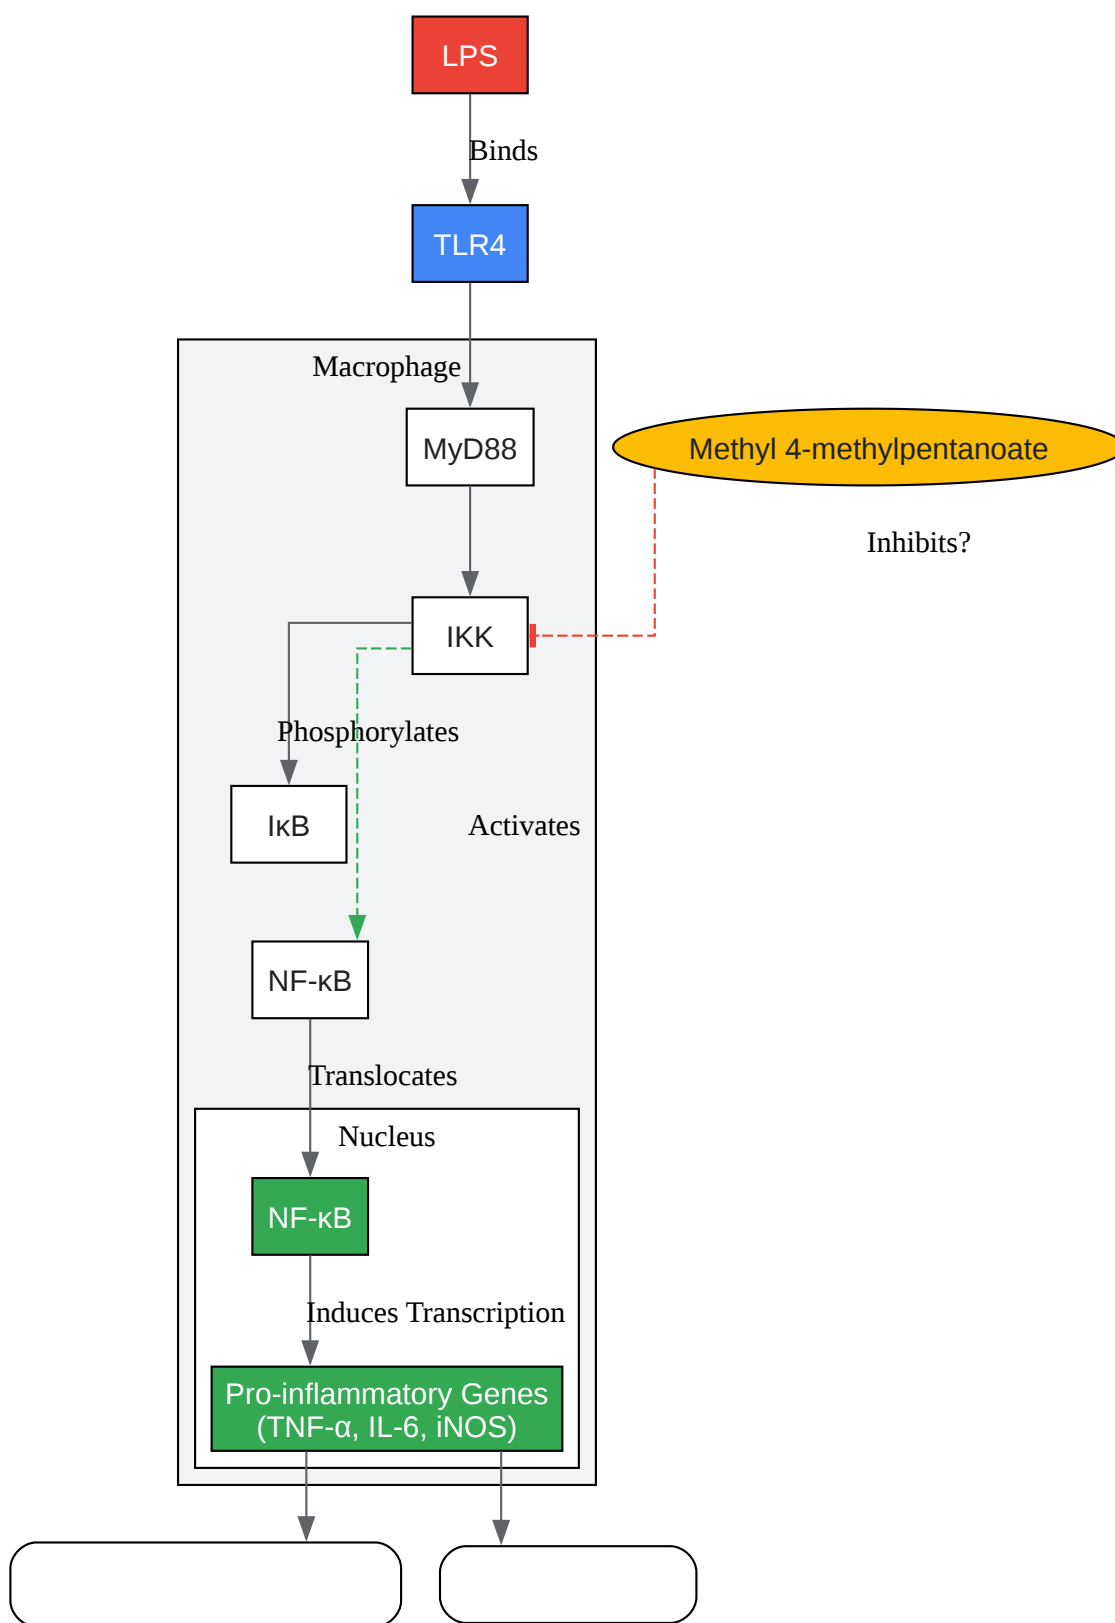 LPS
Binds
TLR4
Macrophage
MyD88
Methyl 4-methylpentanoate
Inhibits?
IKK
Phosphorylates
IκB
Activates
NF-κB
Translocates
Nucleus
NF-κB
Induces Transcription
Pro-inflammatory Genes
(TNF-α, IL-6, iNOS)